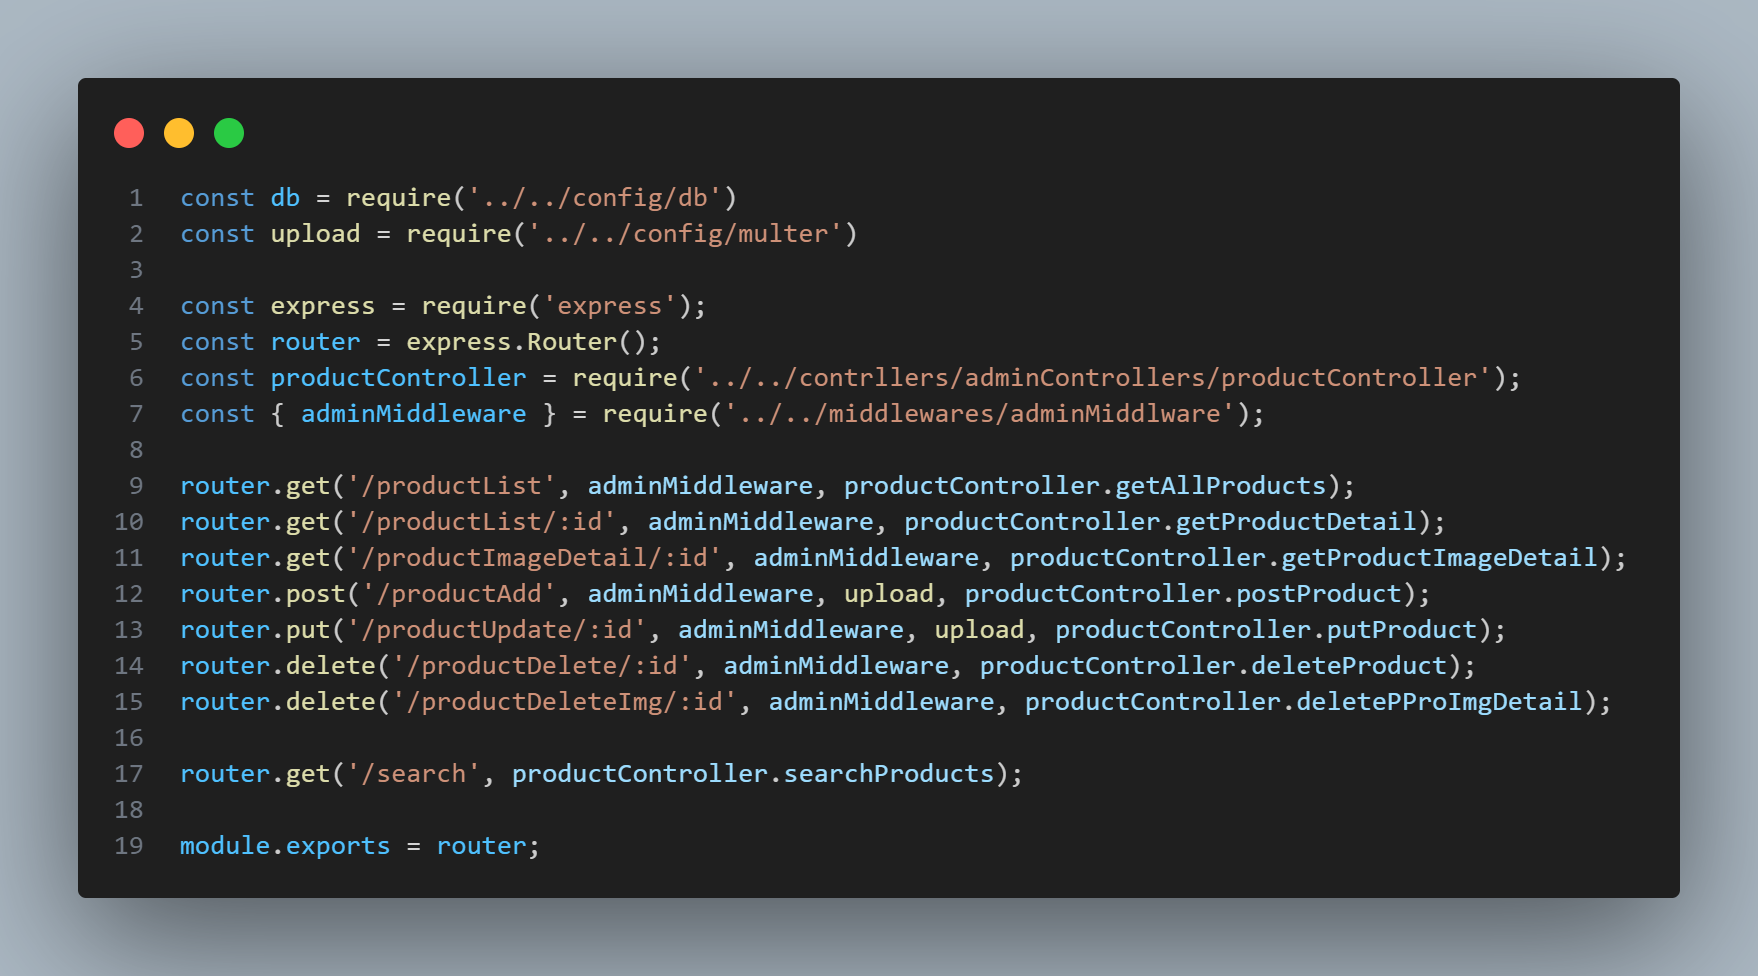 1 const db = require('../../config/db')
2 const upload = require('../../config/multer')
3
4 const express = require('express');
5 const router = express.Router();
6 const productController = require('../../contrllers/adminControllers/productController');
7 const { adminMiddleware } = require('../../middlewares/adminMiddlware');
8
9 router.get('/productList', adminMiddleware, productController.getAllProducts);
10 router.get('/productList/:id', adminMiddleware, productController.getProductDetail);
11 router.get('/productImageDetail/:id', adminMiddleware, productController.getProductImageDetail);
12 router.post('/productAdd', adminMiddleware, upload, productController.postProduct);
13 router.put('/productUpdate/:id', adminMiddleware, upload, productController.putProduct);
14 router.delete('/productDelete/:id', adminMiddleware, productController.deleteProduct);
15 router.delete('/productDeleteImg/:id', adminMiddleware, productController.deletePProImgDetail);
16
17 router.get('/search', productController.searchProducts);
18
19 module.exports = router;